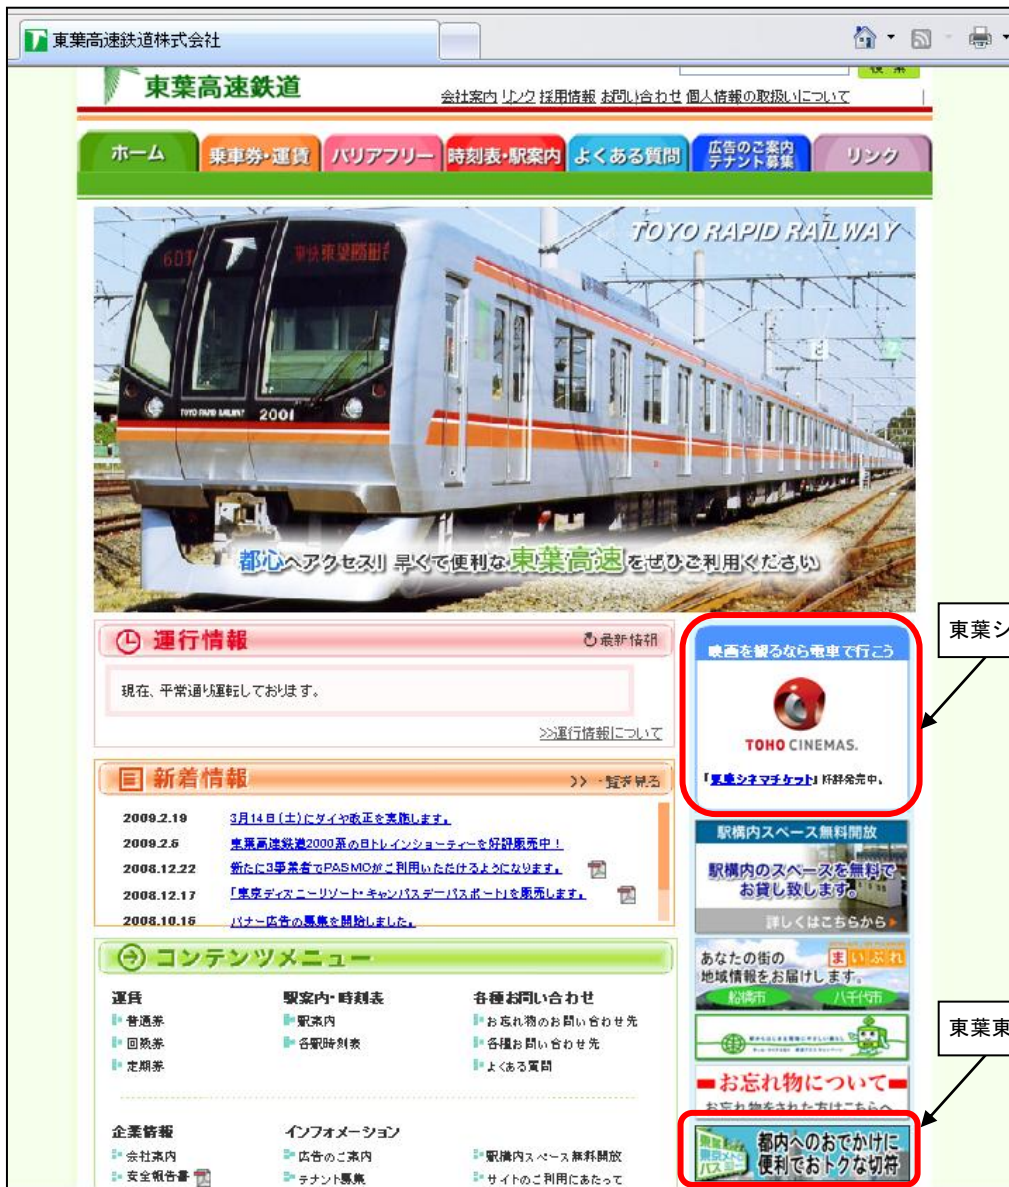 東葉高速鉄道株式会社
東葉高速鉄道
検索
会社案内 リンク 採用情報 お問い合わせ 個人情報の取扱いについて
ホーム
乗車券・運賃
バリアフリー
時刻表・駅案内
よくある質問
広告のご案内
テナント募集
リンク
TOYO RAPID RAILWAY
東葉勝田台
TOYO RAPID RAILWAY
2001
都心へアクセス!! 早くて便利な東葉高速をぜひご利用ください
運行情報
最新情報
現在、平常通り運転しております。
>>運行情報について
新着情報
>> 一覧を見る
2009.2.19 3月14日(土)にダイヤ改正を実施します。
2009.2.6 東葉高速鉄道2000系のBトレインショーティーを好評販売中!
2008.12.22 新たに3事業者でPASMOがご利用いただけるようになります。
2008.12.17 「東京ディズニーリゾート・キャンパスデーパスポート」を販売します。
2008.10.16 バナー広告の募集を開始しました。
コンテンツメニュー
運賃
普通券
回数券
定期券
駅案内・時刻表
駅案内
各駅時刻表
各種お問い合わせ
お忘れ物のお問い合わせ先
各種お問い合わせ先
よくある質問
企業情報
会社案内
安全報告書
インフォメーション
広告のご案内
テナント募集
駅構内スペース無料開放
サイトのご利用にあたって
映画を観るなら電車で行こう
TOHO CINEMAS.
「東葉シネマチケット」好評発売中。
東葉シ
駅構内スペース無料開放
駅構内のスペースを無料で
お貸し致します。
詳しくはこちらから
あなたの街の まいぷれ
地域情報をお届けします。
船橋市 八千代市
お忘れ物について
お忘れ物をされた方はこちらへ
東葉東
都内へのおでかけに
便利でおトクな切符